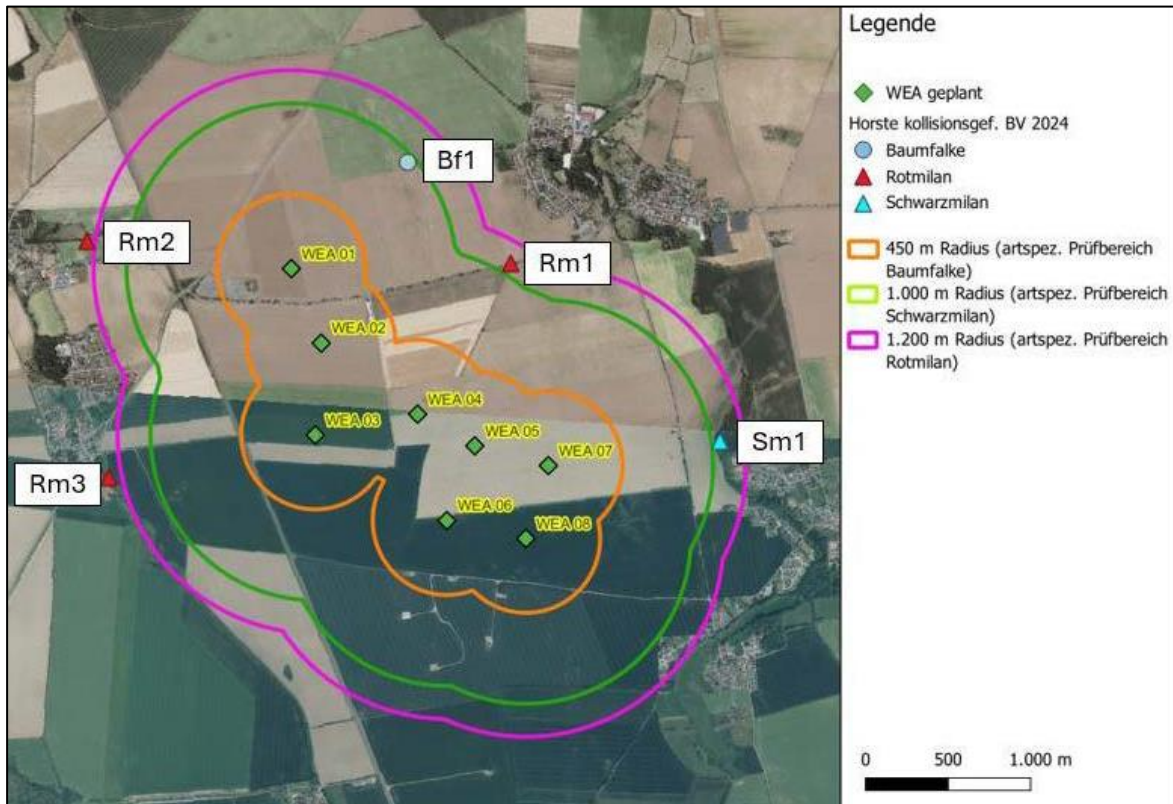 Bf1
Rm2
Rm1
WEA 01
WEA 02
WEA 04
WEA 03
WEA 05
WEA 07
Sm1
Rm3
WEA 06
WEA 08
Legende
WEA geplant
Horste kollisionsgef. BV 2024
Baumfalke
Rotmilan
Schwarzmilan
450 m Radius (artspez. Prüfbereich
Baumfalke)
1.000 m Radius (artspez. Prüfbereich
Schwarzmilan)
1.200 m Radius (artspez. Prüfbereich
Rotmilan)
0 500 1.000 m